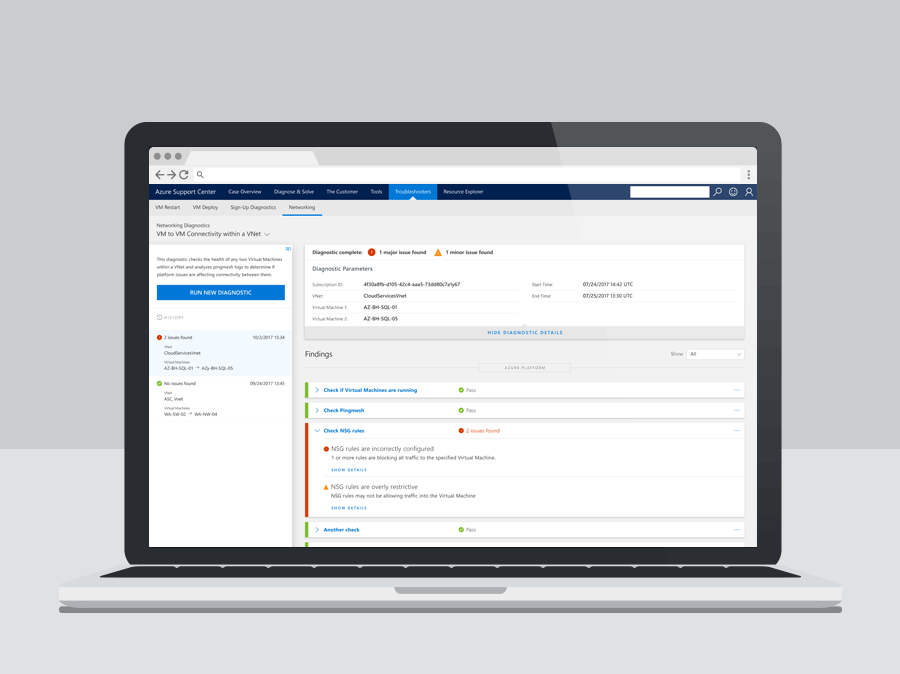 Azure Support Center Case Overview Diagnose & Solve The Customer Tools Troubleshooters Resource Explorer
VM Restart VM Deploy Sign-Up Diagnostics Networking
Networking Diagnostics
VM to VM Connectivity within a VNet
This diagnostic checks the health of any two Virtual Machines
within a VNet and analyzes pingmesh logs to determine if
platform issues are affecting connectivity between them.
RUN NEW DIAGNOSTIC
HISTORY
2 issues found 10/2/2017 15:34
VNet
CloudServicesVnet
Virtual Machines
AZ-BH-SQL-01 → AZy-BH-SQL-05
No issues found 09/24/2017 13:45
VNet
ASC_Vnet
Virtual Machines
WA-SW-02 → WA-NW-04
Diagnostic complete: 1 major issue found 1 minor issue found
Diagnostic Parameters
Subscription ID: 4f30a8fb-d105-42c4-aaa5-73dd80c7a1y67 Start Time: 07/24/2017 14:42 UTC
VNet: CloudServicesVnet End Time: 07/25/2017 13:30 UTC
Virtual Machine 1: AZ-BH-SQL-01
Virtual Machine 2: AZ-BH-SQL-05
HIDE DIAGNOSTIC DETAILS
Findings Show All
AZURE PLATFORM
Check if Virtual Machines are running Pass
Check Pingmesh Pass
Check NSG rules 2 issues found
NSG rules are incorrectly configured
1 or more rules are blocking all traffic to the specified Virtual Machine.
SHOW DETAILS
NSG rules are overly restrictive
NSG rules may not be allowing traffic into the Virtual Machine
SHOW DETAILS
Another check Pass